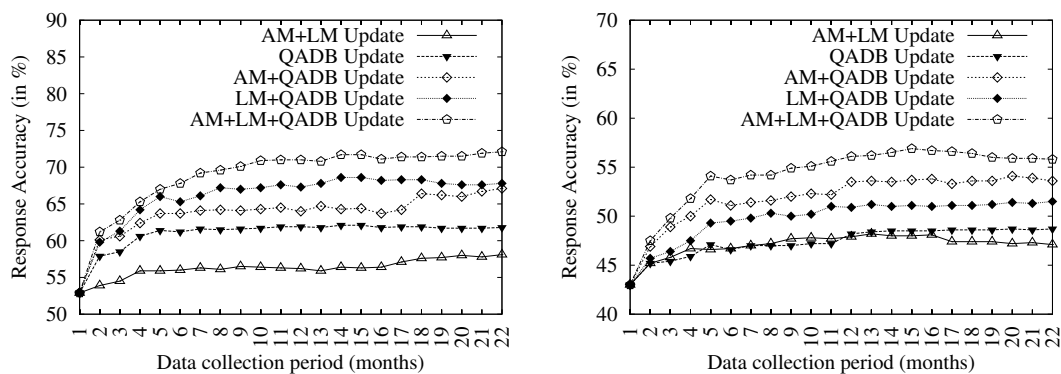 Response Accuracy (in %)
90
85
80
75
70
65
60
55
50
AM+LM Update
QADB Update
AM+QADB Update
LM+QADB Update
AM+LM+QADB Update
1 2 3 4 5 6 7 8 9 10 11 12 13 14 15 16 17 18 19 20 21 22
Data collection period (months)
Response Accuracy (in %)
70
65
60
55
50
45
40
AM+LM Update
QADB Update
AM+QADB Update
LM+QADB Update
AM+LM+QADB Update
1 2 3 4 5 6 7 8 9 10 11 12 13 14 15 16 17 18 19 20 21 22
Data collection period (months)